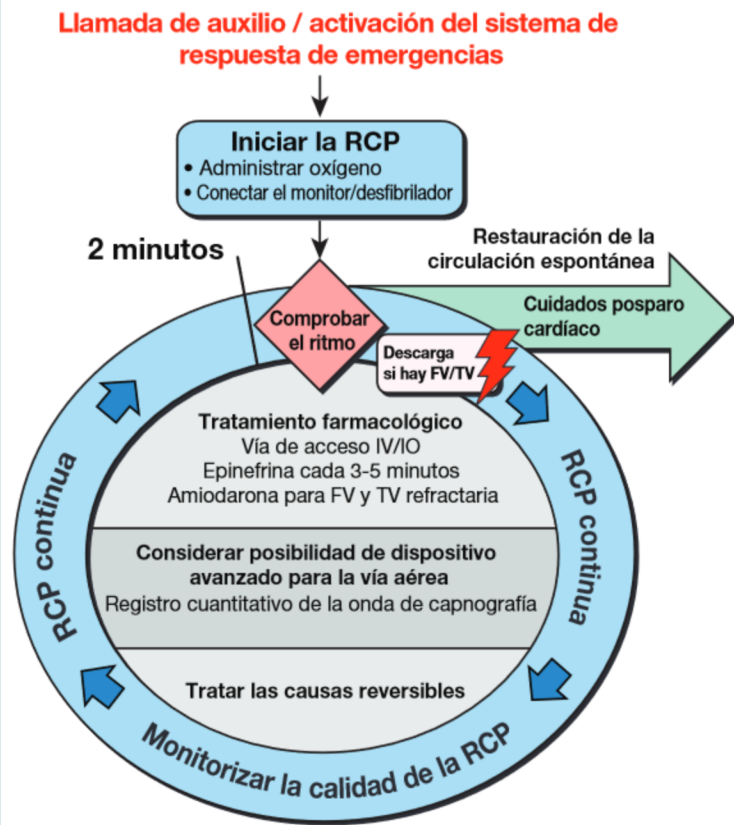 Llamada de auxilio / activación del sistema de
respuesta de emergencias
Iniciar la RCP
• Administrar oxígeno
• Conectar el monitor/desfibrilador
2 minutos
Restauración de la
circulación espontánea
Cuidados posparo
cardíaco
Comprobar
el ritmo
Descarga
si hay FV/TV
Tratamiento farmacológico
Vía de acceso IV/IO
Epinefrina cada 3-5 minutos
Amiodarona para FV y TV refractaria
Considerar posibilidad de dispositivo
avanzado para la vía aérea
Registro cuantitativo de la onda de capnografía
Tratar las causas reversibles
RCP continua
Monitorizar la calidad de la RCP
RCP continua